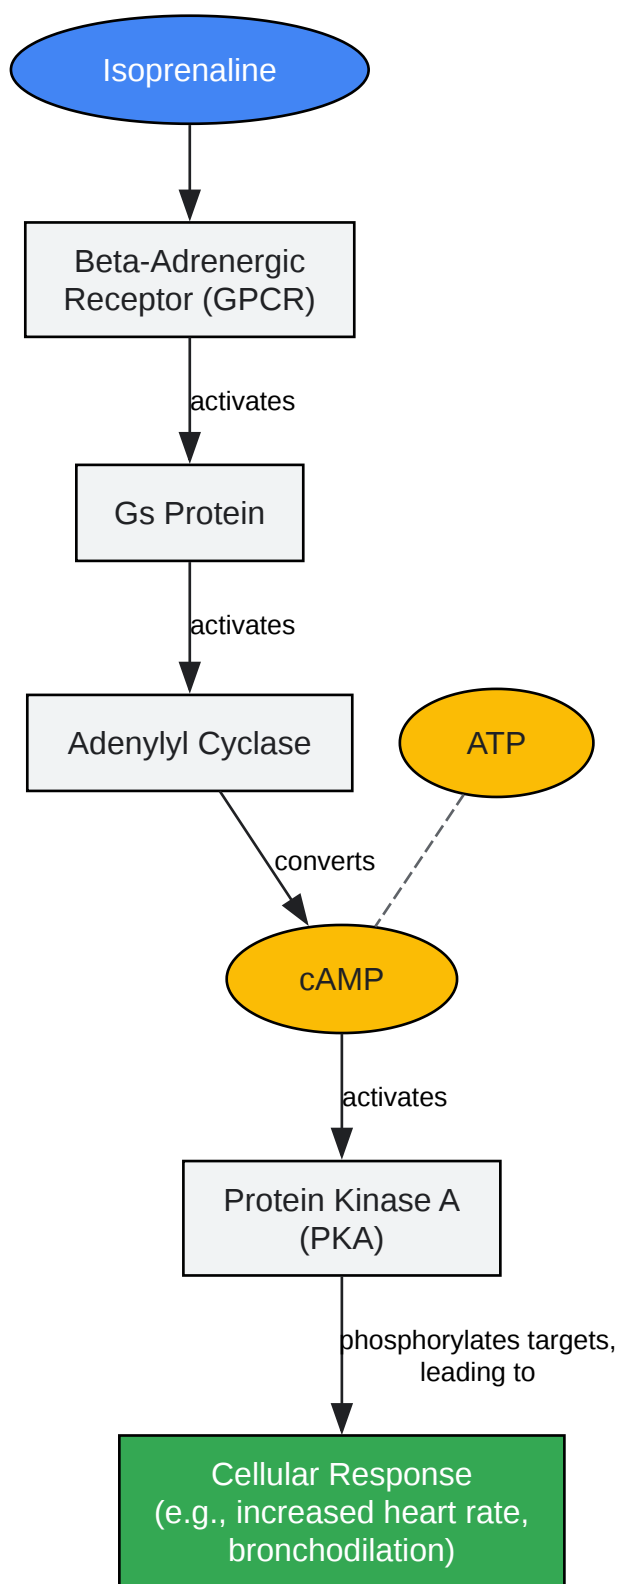 Isoprenaline
Beta-Adrenergic
Receptor (GPCR)
activates
Gs Protein
activates
Adenylyl Cyclase
ATP
converts
cAMP
activates
Protein Kinase A
(PKA)
phosphorylates targets,
leading to
Cellular Response
(e.g., increased heart rate,
bronchodilation)